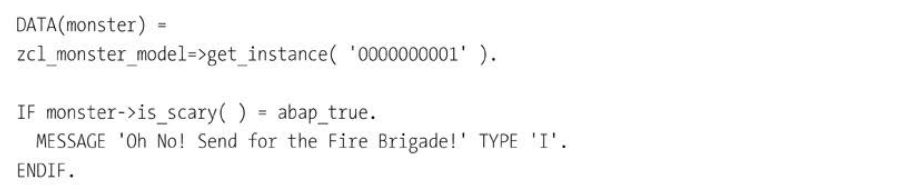 DATA(monster) =
zcl_monster_model=>get_instance( '0000000001' ).
IF monster->is_scary( ) = abap_true.
MESSAGE 'Oh No! Send for the Fire Brigade!' TYPE 'I'.
ENDIF.